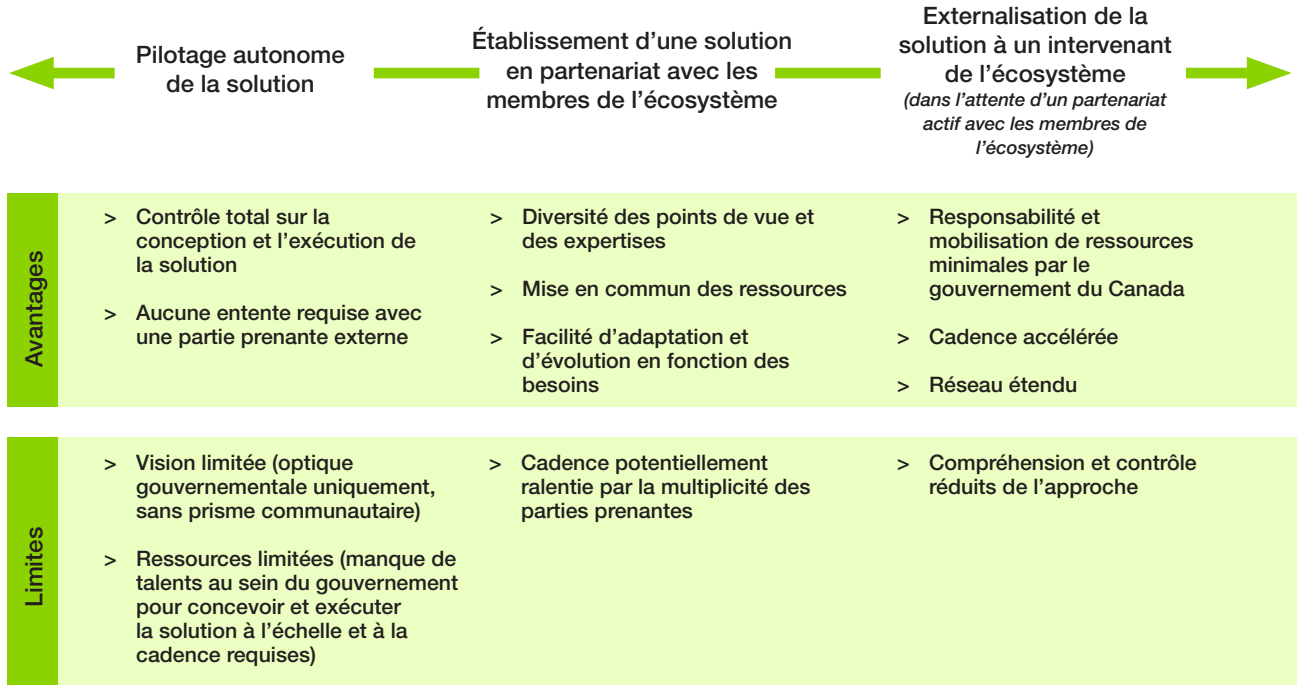 Pilotage autonome
de la solution
Établissement d’une solution
en partenariat avec les
membres de l’écosystème
Externalisation de la
solution à un intervenant
de l’écosystème
(dans l’attente d’un partenariat
actif avec les membres de
l’écosystème)
Avantages
> Contrôle total sur la
conception et l’exécution de
la solution
> Aucune entente requise avec
une partie prenante externe
> Diversité des points de vue et
des expertises
> Mise en commun des ressources
> Facilité d’adaptation et
d’évolution en fonction des
besoins
> Responsabilité et
mobilisation de ressources
minimales par le
gouvernement du Canada
> Cadence accélérée
> Réseau étendu
Limites
> Vision limitée (optique
gouvernementale uniquement,
sans prisme communautaire)
> Ressources limitées (manque de
talents au sein du gouvernement
pour concevoir et exécuter
la solution à l’échelle et à la
cadence requises)
> Cadence potentiellement
ralentie par la multiplicité des
parties prenantes
> Compréhension et contrôle
réduits de l’approche